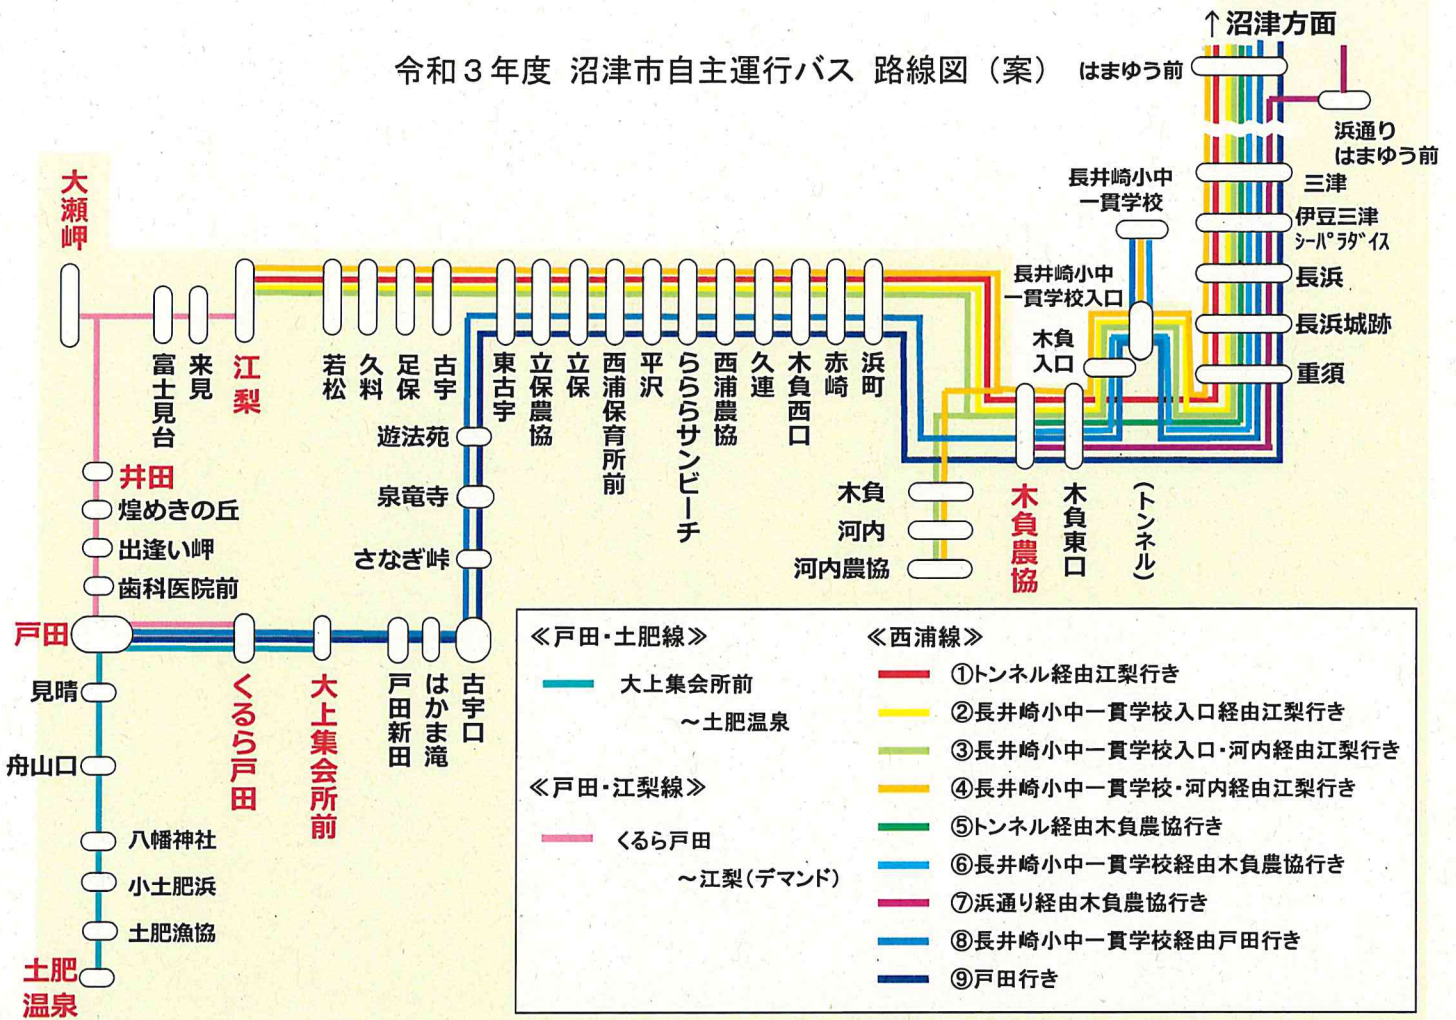 ↑沼津方面
令和３年度 沼津市自主運行バス 路線図（案）
はまゆう前
浜通り
はまゆう前
三津
伊豆三津
シーパラダイス
長浜
長浜城跡
重須
長井崎小中
一貫学校
長井崎小中
一貫学校入口
木負
入口
大瀬岬
富士見台
来見
江梨
若松
久料
足保
古宇
東古宇
立保農協
立保
西浦保育所前
平沢
らららサンビーチ
西浦農協
久連
木負西口
赤崎
浜町
遊法苑
泉竜寺
さなぎ峠
木負
河内
河内農協
木負農協
木負東口
(トンネル)
井田
煌めきの丘
出逢い岬
歯科医院前
戸田
くるら戸田
大上集会所前
戸田新田
はかま滝
古宇口
見晴
舟山口
八幡神社
小土肥浜
土肥漁協
土肥
温泉
≪戸田・土肥線≫
大上集会所前
～土肥温泉
≪戸田・江梨線≫
くるら戸田
～江梨(デマンド)
≪西浦線≫
①トンネル経由江梨行き
②長井崎小中一貫学校入口経由江梨行き
③長井崎小中一貫学校入口・河内経由江梨行き
④長井崎小中一貫学校・河内経由江梨行き
⑤トンネル経由木負農協行き
⑥長井崎小中一貫学校経由木負農協行き
⑦浜通り経由木負農協行き
⑧長井崎小中一貫学校経由戸田行き
⑨戸田行き